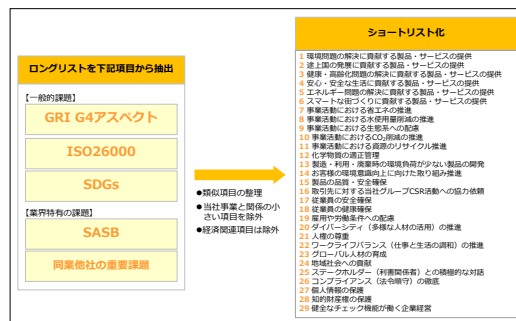 ロングリストを下記項目から抽出
【一般的課題】
GRI G4アスペクト
ISO26000
SDGs
【業界特有の課題】
SASB
同業他社の重要課題
●類似項目の整理
●当社事業と関係の小
さい項目を除外
●経済関連項目は除外
ショートリスト化
1 環境問題の解決に貢献する製品・サービスの提供
2 途上国の発展に貢献する製品・サービスの提供
3 健康・高齢化問題の解決に貢献する製品・サービスの提供
4 安心・安全な生活に貢献する製品・サービスの提供
5 エネルギー問題の解決に貢献する製品・サービスの提供
6 スマートな街づくりに貢献する製品・サービスの提供
7 事業活動における省エネの推進
8 事業活動における水使用量削減の推進
9 事業活動における生態系への配慮
10 事業活動におけるCO₂削減の推進
11 事業活動における資源のリサイクル推進
12 化学物質の適正管理
13 製造・利用・廃棄時の環境負荷が少ない製品の開発
14 お客様の環境意識向上に向けた取り組み推進
15 製品の品質・安全確保
16 取引先に対する当社グループCSR活動への協力依頼
17 従業員の安全確保
18 従業員の健康確保
19 雇用や労働条件への配慮
20 ダイバーシティ（多様な人材の活用）の推進
21 人権の尊重
22 ワークライフバランス（仕事と生活の調和）の推進
23 グローバル人材の育成
24 地域社会への貢献
25 ステークホルダー（利害関係者）との積極的な対話
26 コンプライアンス（法令順守）の徹底
27 個人情報の保護
28 知的財産権の保護
29 健全なチェック機能が働く企業経営